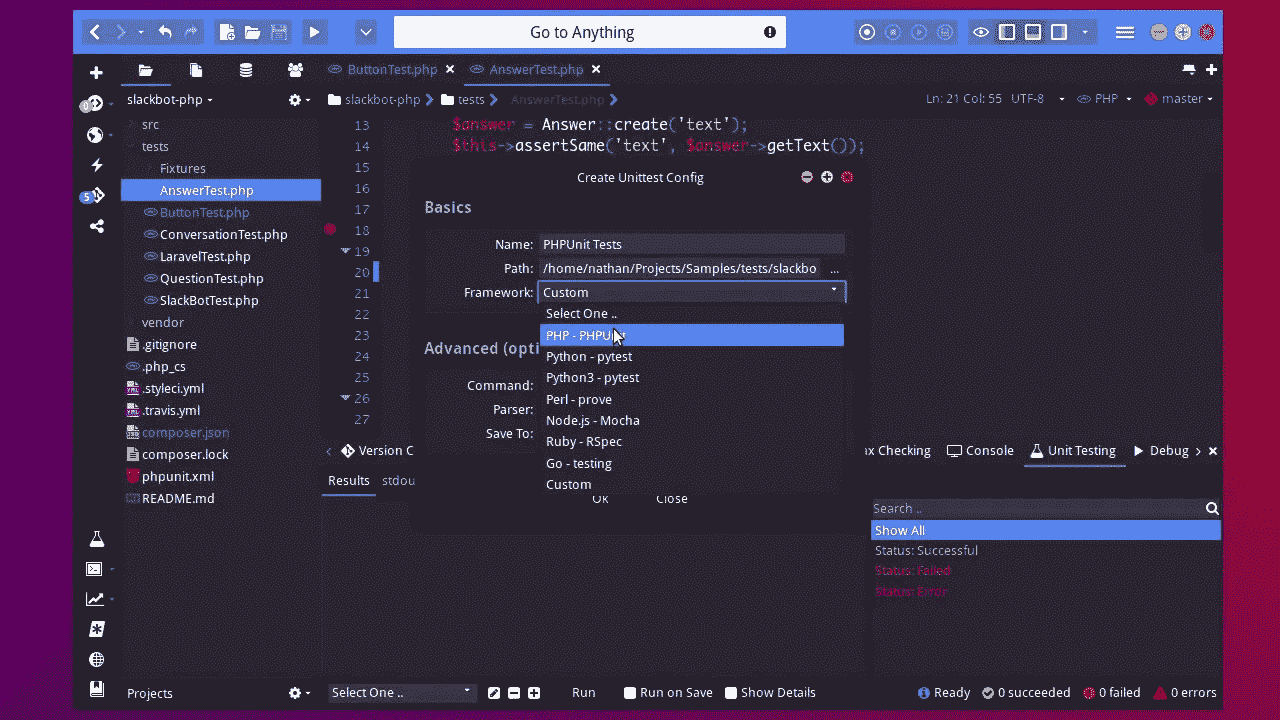 Go to Anything
slackbot-php
ButtonTest.php
AnswerTest.php
slackbot-php
tests
AnswerTest.php
Ln: 21 Col: 55
UTF-8
PHP
master
0
5
src
tests
Fixtures
AnswerTest.php
ButtonTest.php
ConversationTest.php
LaravelTest.php
QuestionTest.php
SlackBotTest.php
vendor
.gitignore
.php_cs
.styleci.yml
.travis.yml
composer.json
composer.lock
phpunit.xml
README.md
Projects
13 $answer = Answer::create('text');
14 $this->assertSame('text', $answer->getText());
15
16
17
18
19
20
21
22
23
24
25
26
27
Create Unittest Config
Basics
Name: PHPUnit Tests
Path: /home/nathan/Projects/Samples/tests/slackbo ...
Framework: Custom
Select One ..
PHP - PHPUnit
Python - pytest
Python3 - pytest
Perl - prove
Node.js - Mocha
Ruby - RSpec
Go - testing
Custom
Advanced (opti
Command:
Parser:
Save To:
Ok
Close
Version C
ax Checking
Console
Unit Testing
Debug
Results
stdou
Search ..
Show All
Status: Successful
Status: Failed
Status: Error
Select One ..
Run
Run on Save
Show Details
Ready
0 succeeded
0 failed
0 errors